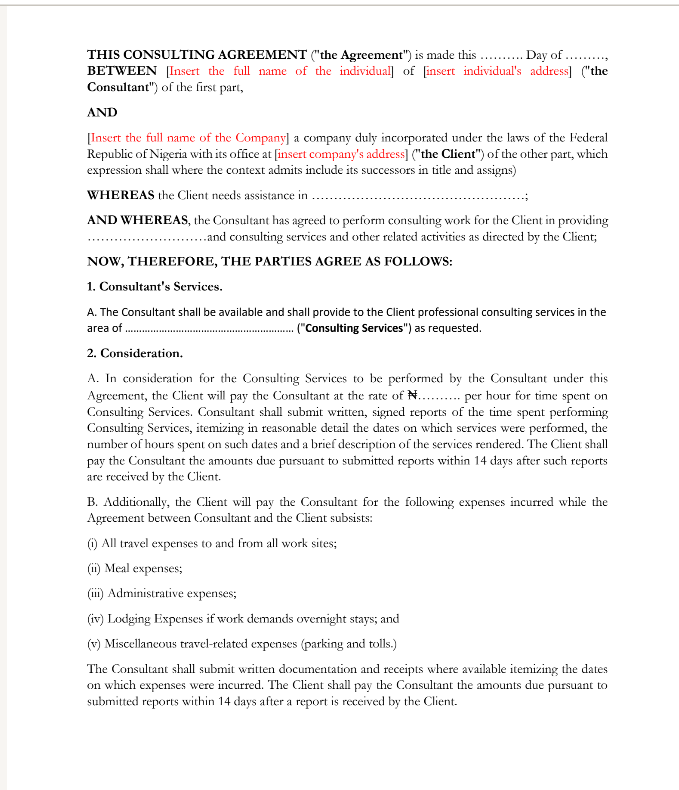 THIS CONSULTING AGREEMENT ("the Agreement") is made this ………. Day of ………,
BETWEEN [Insert the full name of the individual] of [insert individual's address] ("the
Consultant") of the first part,
AND
[Insert the full name of the Company] a company duly incorporated under the laws of the Federal
Republic of Nigeria with its office at [insert company's address] ("the Client") of the other part, which
expression shall where the context admits include its successors in title and assigns)
WHEREAS the Client needs assistance in …………………………………………;
AND WHEREAS, the Consultant has agreed to perform consulting work for the Client in providing
………………………and consulting services and other related activities as directed by the Client;
NOW, THEREFORE, THE PARTIES AGREE AS FOLLOWS:
1. Consultant's Services.
A. The Consultant shall be available and shall provide to the Client professional consulting services in the
area of …………………………………………………… ("Consulting Services") as requested.
2. Consideration.
A. In consideration for the Consulting Services to be performed by the Consultant under this
Agreement, the Client will pay the Consultant at the rate of ₦………. per hour for time spent on
Consulting Services. Consultant shall submit written, signed reports of the time spent performing
Consulting Services, itemizing in reasonable detail the dates on which services were performed, the
number of hours spent on such dates and a brief description of the services rendered. The Client shall
pay the Consultant the amounts due pursuant to submitted reports within 14 days after such reports
are received by the Client.
B. Additionally, the Client will pay the Consultant for the following expenses incurred while the
Agreement between Consultant and the Client subsists:
(i) All travel expenses to and from all work sites;
(ii) Meal expenses;
(iii) Administrative expenses;
(iv) Lodging Expenses if work demands overnight stays; and
(v) Miscellaneous travel-related expenses (parking and tolls.)
The Consultant shall submit written documentation and receipts where available itemizing the dates
on which expenses were incurred. The Client shall pay the Consultant the amounts due pursuant to
submitted reports within 14 days after a report is received by the Client.